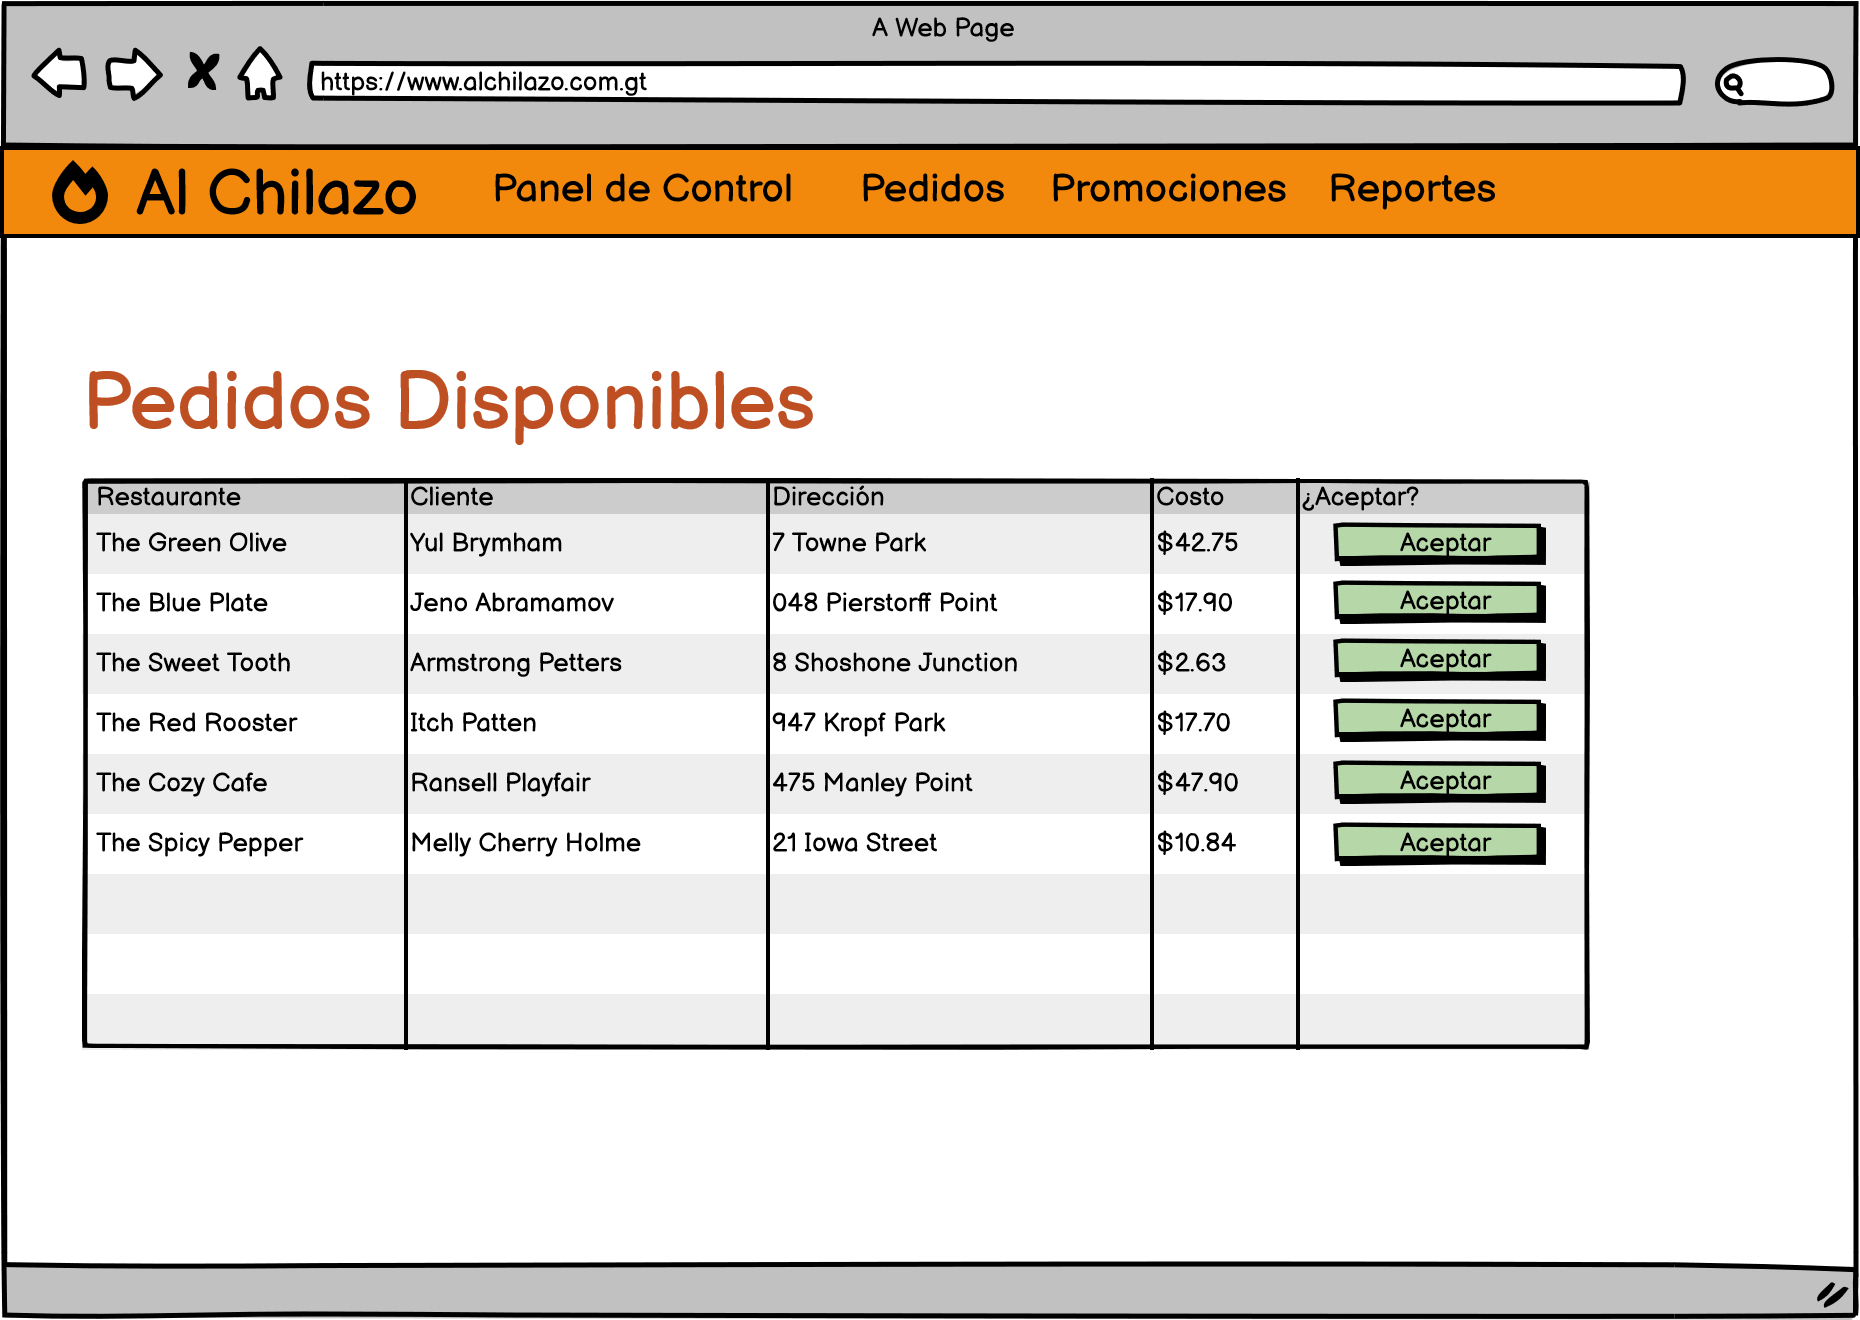 A Web Page
https://www.alchilazo.com.gt
Al Chilazo Panel de Control Pedidos Promociones Reportes
Pedidos Disponibles
Restaurante Cliente Dirección Costo ¿Aceptar?
The Green Olive Yul Brymham 7 Towne Park $42.75 Aceptar
The Blue Plate Jeno Abramamov 048 Pierstorff Point $17.90 Aceptar
The Sweet Tooth Armstrong Petters 8 Shoshone Junction $2.63 Aceptar
The Red Rooster Itch Patten 947 Kropf Park $17.70 Aceptar
The Cozy Cafe Ransell Playfair 475 Manley Point $47.90 Aceptar
The Spicy Pepper Melly Cherry Holme 21 Iowa Street $10.84 Aceptar